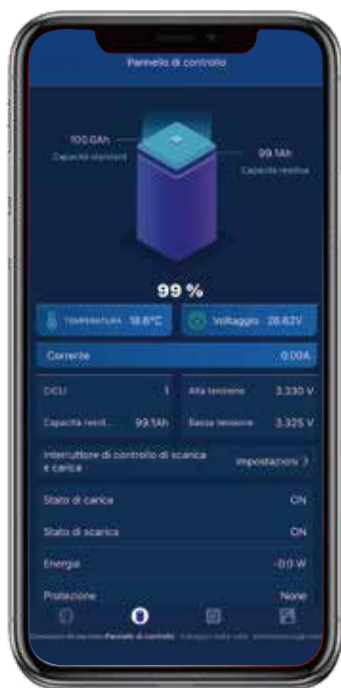 Pannello di controllo
100.0Ah
Capacità standard
99.1Ah
Capacità residua
99 %
TEMPERATURA 18.8°C
Voltaggio 26.62V
Corrente 0.00A
CICLI 1
Alta tensione 3.330 V
Capacità resid... 99.1Ah
Bassa tensione 3.325 V
Interruttore di controllo di scarica
e carica
Impostazioni >
Stato di carica ON
Stato di scarica ON
Energia -0.0 W
Protezione None
Pannello di controllo